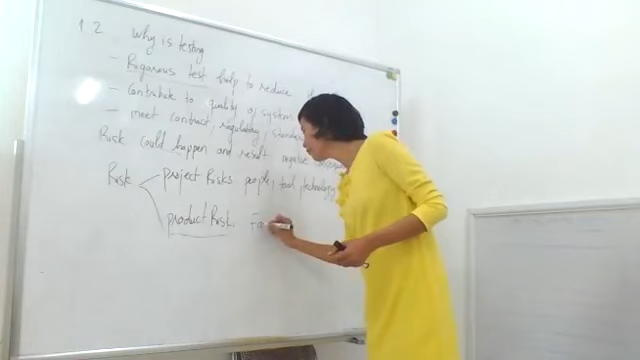 1.2 Why is testing
- Rigorous test help to reduce
- Contribute to quality of system
- meet contract, regulatory, standard
Risk could happen and result negative
Risk
project Risks people, tool, technology
product Risk. Fa